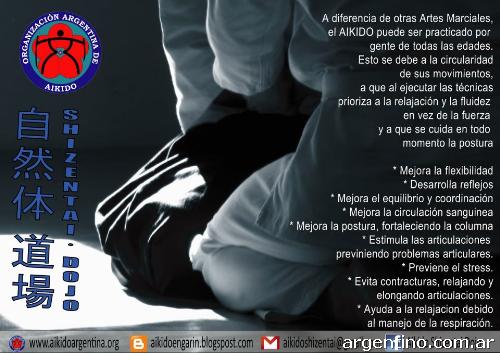 ORGANIZACIÓN ARGENTINA DE
AIKIDO
自然体道場
SHIZENTAI · DOJO
A diferencia de otras Artes Marciales,
el AIKIDO puede ser practicado por
gente de todas las edades.
Esto se debe a la circularidad
de sus movimientos,
a que al ejecutar las técnicas
prioriza a la relajación y la fluidez
en vez de la fuerza
y a que se cuida en todo
momento la postura
* Mejora la flexibilidad
* Desarrolla reflejos
* Mejora el equilibrio y coordinación
* Mejora la circulación sanguinea
* Mejora la postura, fortaleciendo la columna
* Estimula las articulaciones
previniendo problemas articulares.
* Previene el stress.
* Evita contracturas, relajando y
elongando articulaciones.
* Ayuda a la relajacion debido
al manejo de la respiración.
www.aikidoargentina.org
aikidoengarin.blogspot.com
aikidoshizentai@
argentino.com.ar